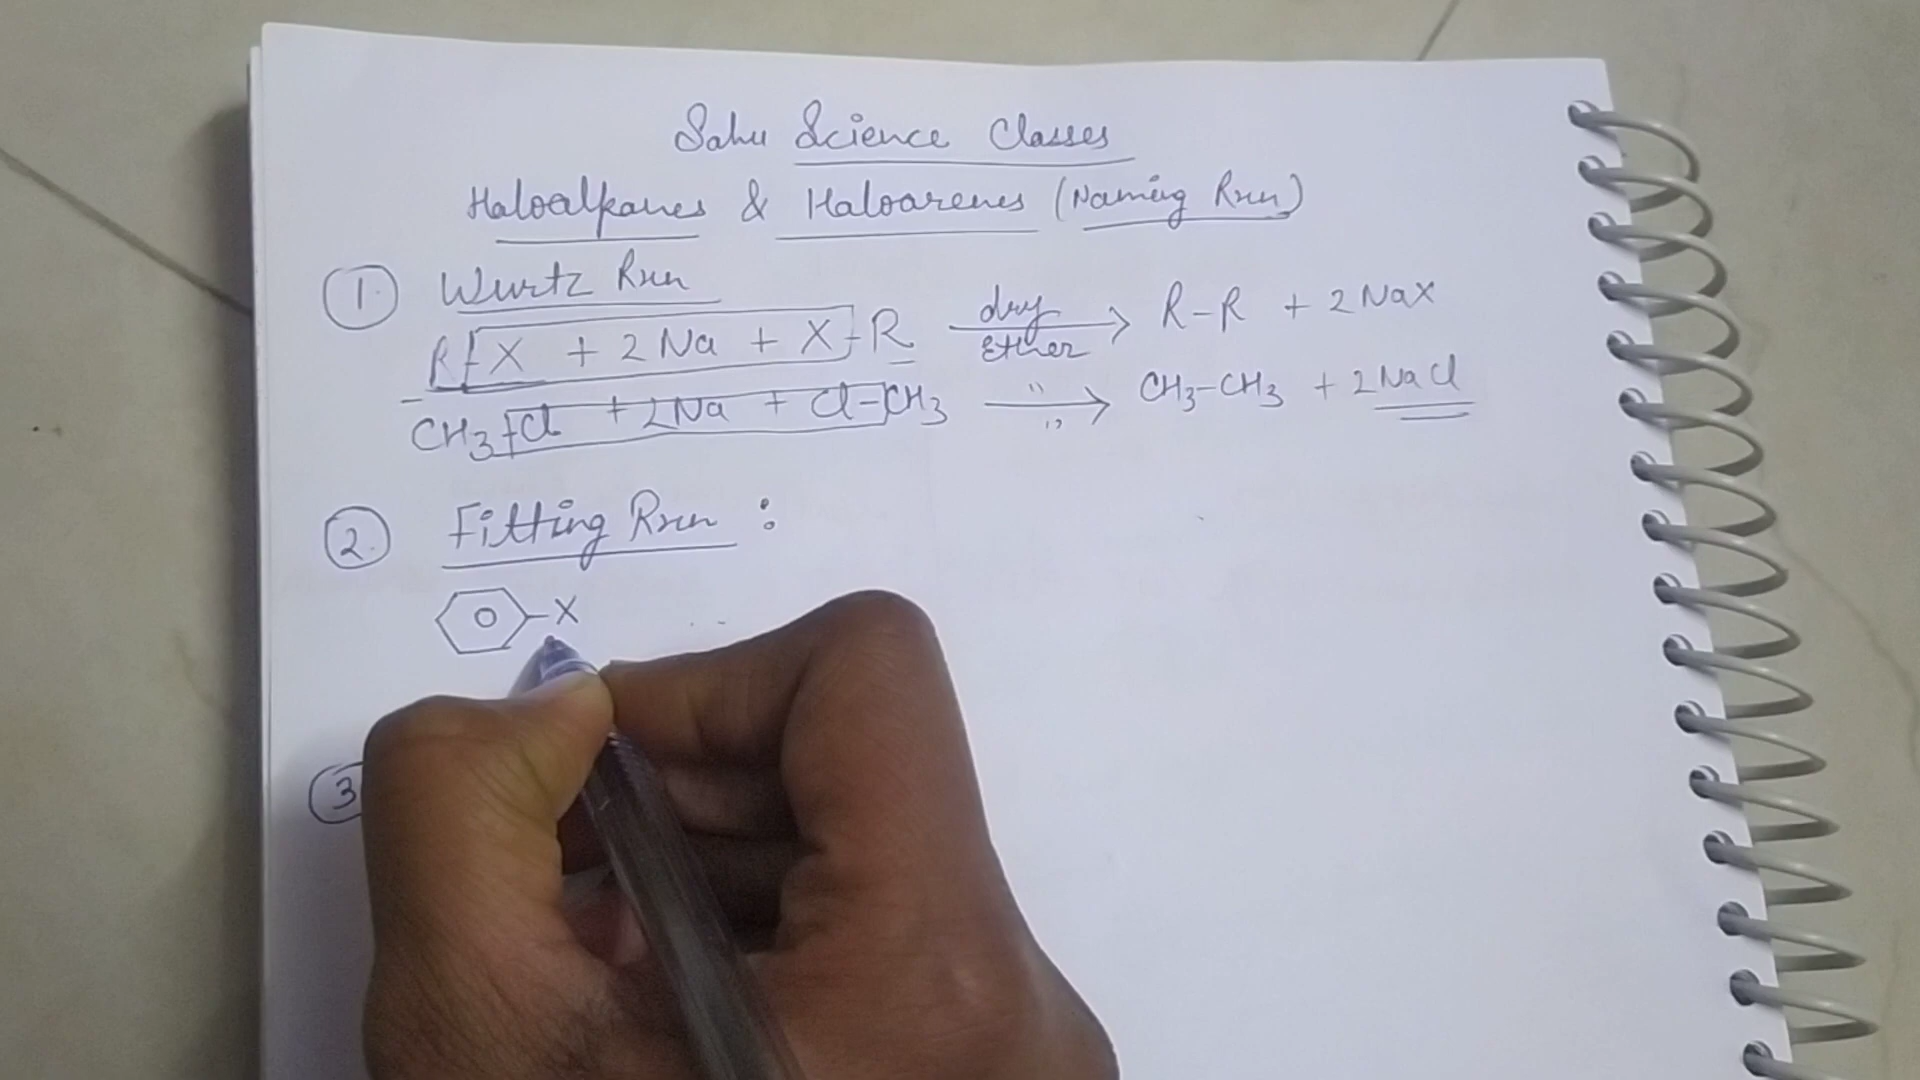 Sahu Science Classes
Haloalkanes & Haloarenes (Naming Rxn)
1. Wurtz Rxn
R-X + 2Na + X-R dry Ether → R-R + 2NaX
CH3-Cl + 2Na + Cl-CH3 " " → CH3-CH3 + 2NaCl
2. Fitting Rxn :
-X
3